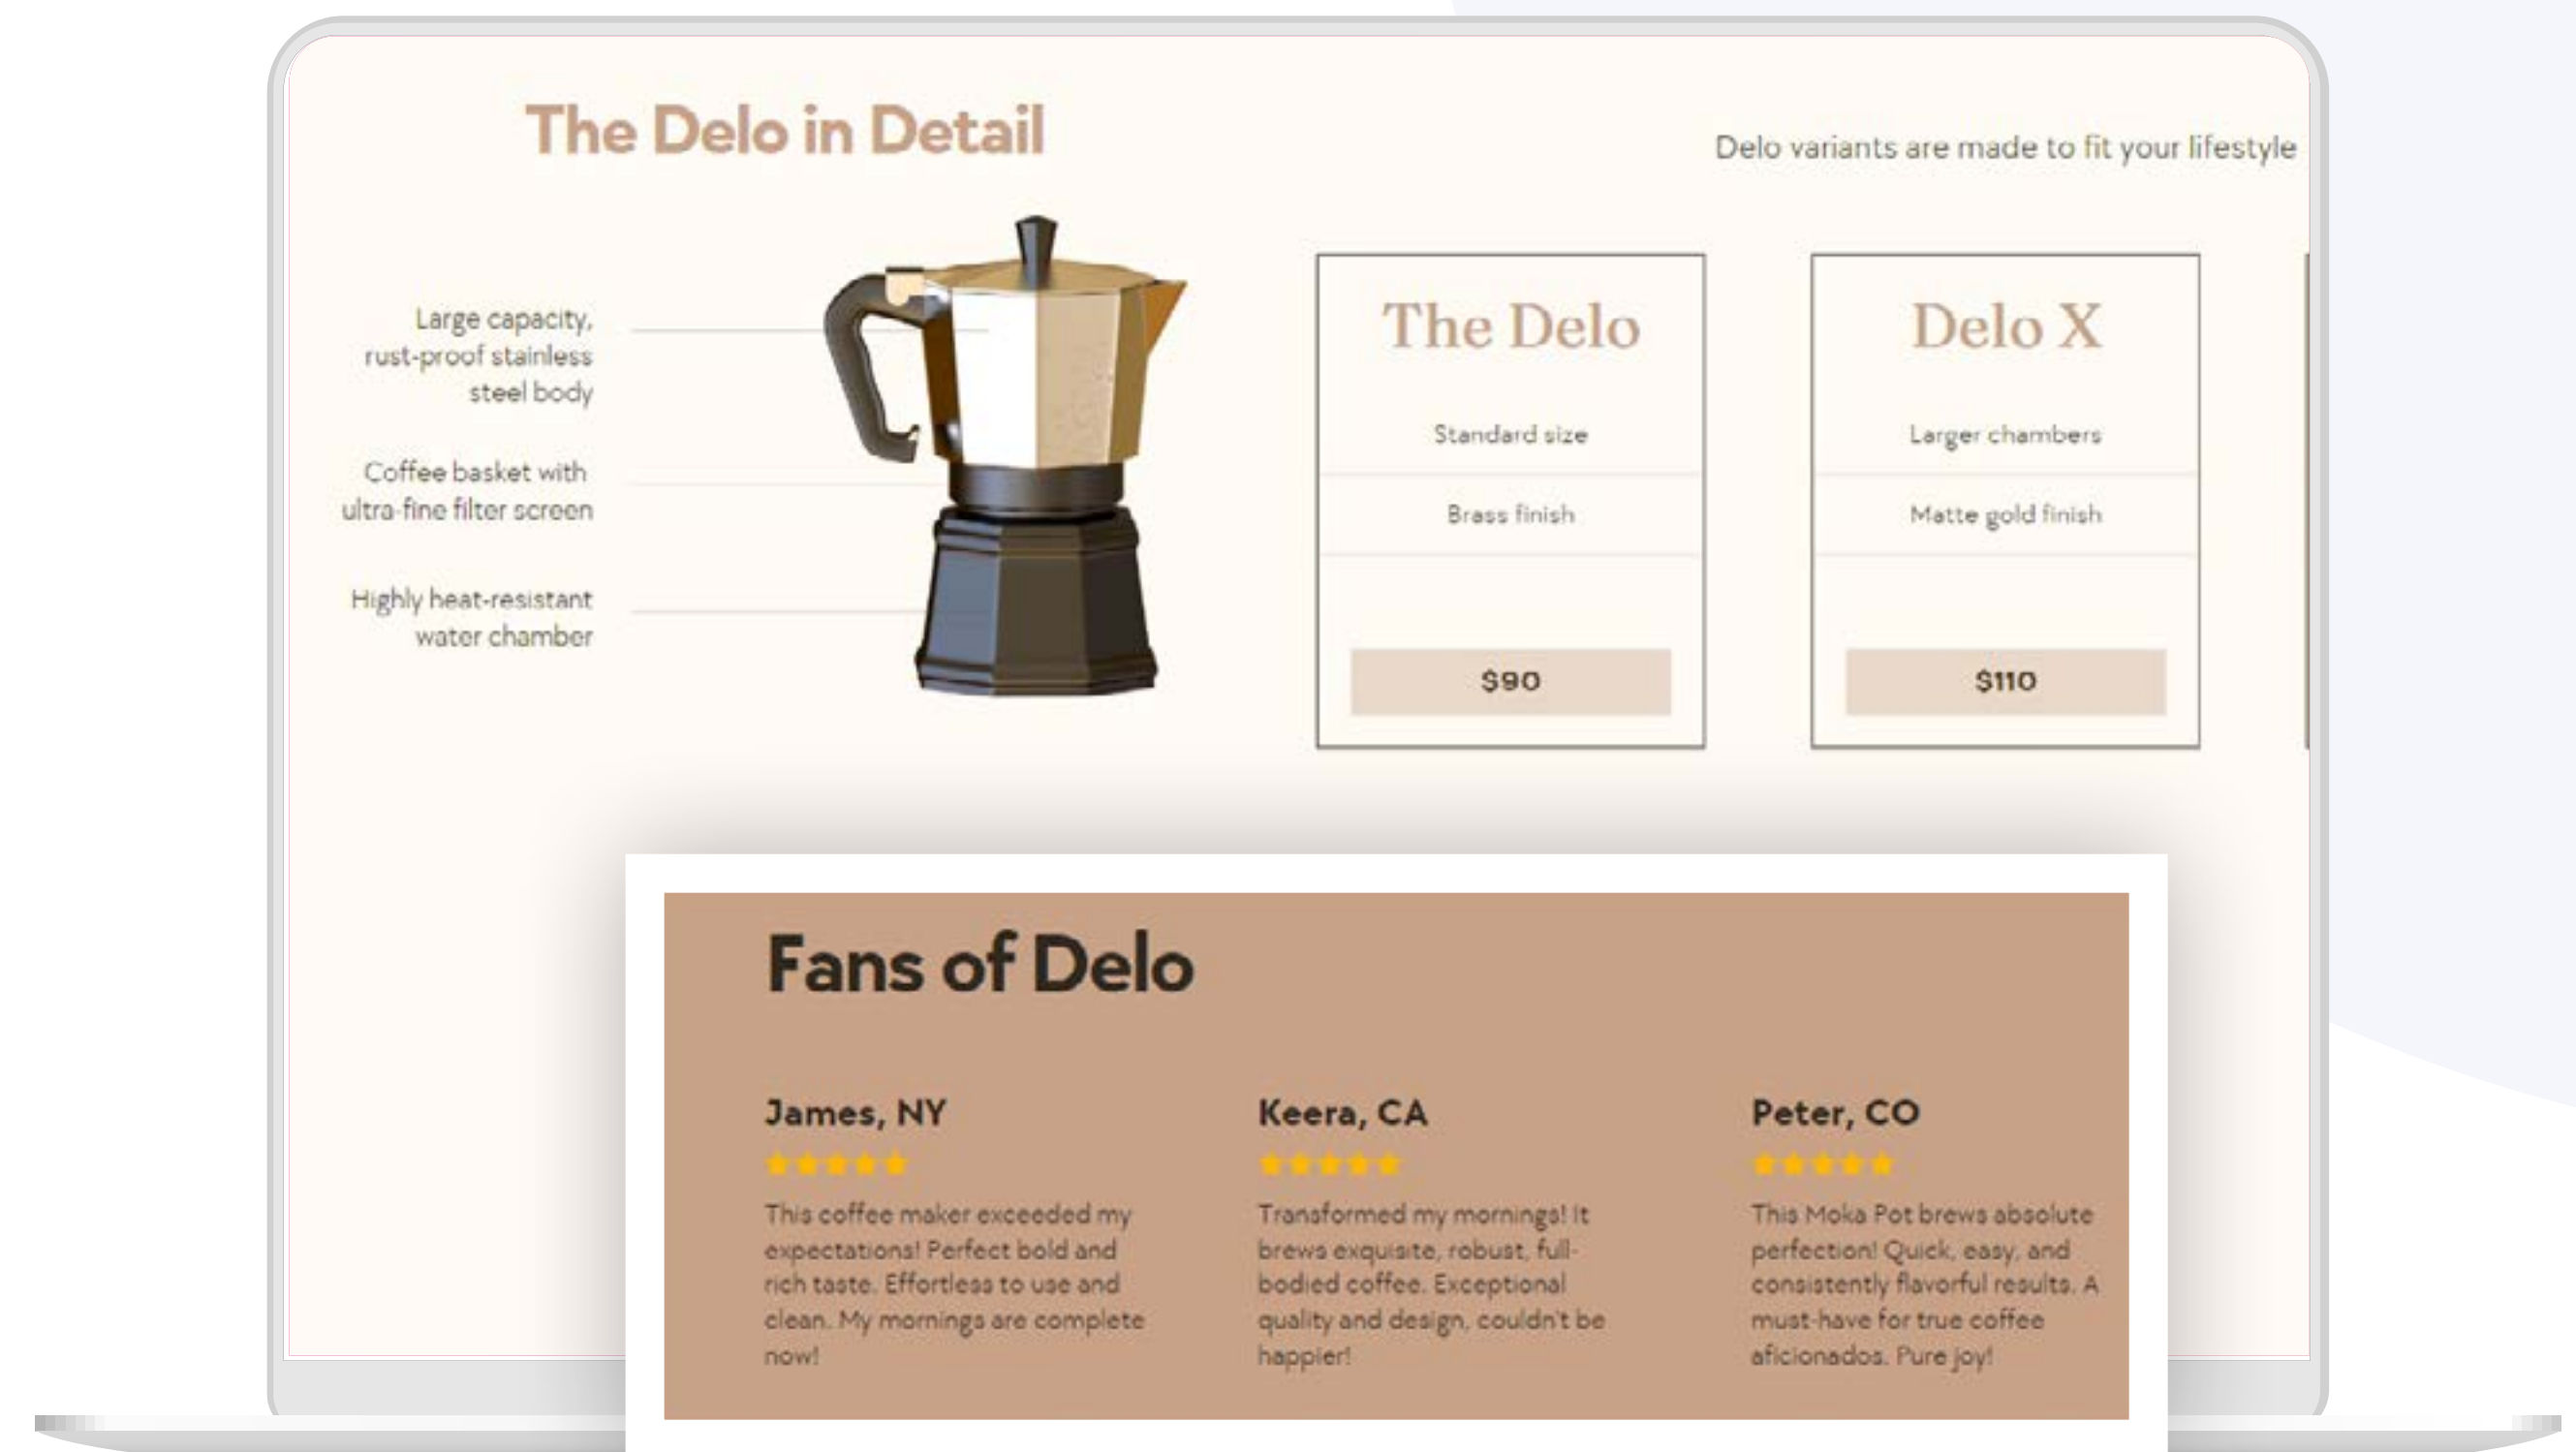 The Delo in Detail
Delo variants are made to fit your lifestyle
Large capacity,
rust-proof stainless
steel body
Coffee basket with
ultra-fine filter screen
Highly heat-resistant
water chamber
The Delo
Standard size
Brass finish
$90
Delo X
Larger chambers
Matte gold finish
$110
Fans of Delo
James, NY
This coffee maker exceeded my
expectations! Perfect bold and
rich taste. Effortless to use and
clean. My mornings are complete
now!
Keera, CA
Transformed my mornings! It
brews exquisite, robust, full-
bodied coffee. Exceptional
quality and design, couldn't be
happier!
Peter, CO
This Moka Pot brews absolute
perfection! Quick, easy, and
consistently flavorful results. A
must-have for true coffee
aficionados. Pure joy!